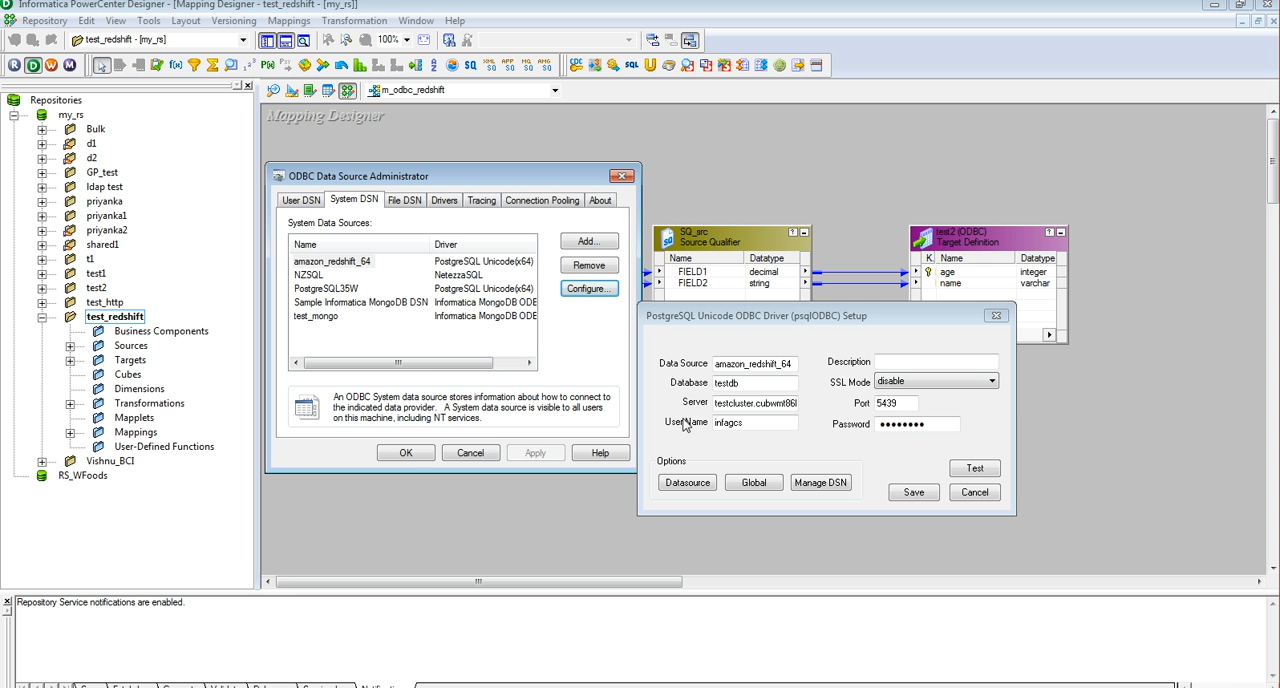 Informatica PowerCenter Designer - [Mapping Designer - test_redshift - [my_rs]]
Repository Edit View Tools Layout Versioning Mappings Transformation Window Help
test_redshift - [my_rs] 100%
R D W M f(x) P(x) SQ SQL
m_odbc_redshift
Repositories
my_rs
Bulk
d1
d2
GP_test
ldap test
priyanka
priyanka1
priyanka2
shared1
t1
test1
test2
test_http
test_redshift
Business Components
Sources
Targets
Cubes
Dimensions
Transformations
Mapplets
Mappings
User-Defined Functions
Vishnu_BCI
RS_WFoods
Mapping Designer
ODBC Data Source Administrator
User DSN System DSN File DSN Drivers Tracing Connection Pooling About
System Data Sources:
Name Driver
amazon_redshift_64 PostgreSQL Unicode(x64)
NZSQL NetezzaSQL
PostgreSQL35W PostgreSQL Unicode(x64)
Sample Informatica MongoDB DSN Informatica MongoDB ODB
test_mongo Informatica MongoDB ODB
Add...
Remove
Configure...
An ODBC System data source stores information about how to connect to
the indicated data provider. A System data source is visible to all users
on this machine, including NT services.
OK Cancel Apply Help
SQ_src
Source Qualifier
Name Datatype
FIELD1 decimal
FIELD2 string
test2 (ODBC)
Target Definition
K Name Datatype
age integer
name varchar
PostgreSQL Unicode ODBC Driver (psqlODBC) Setup
Data Source amazon_redshift_64 Description
Database testdb SSL Mode disable
Server testcluster.cubwmt86l Port 5439
User Name infagcs Password ●●●●●●●●
Options
Datasource Global Manage DSN
Test
Save Cancel
Repository Service notifications are enabled.